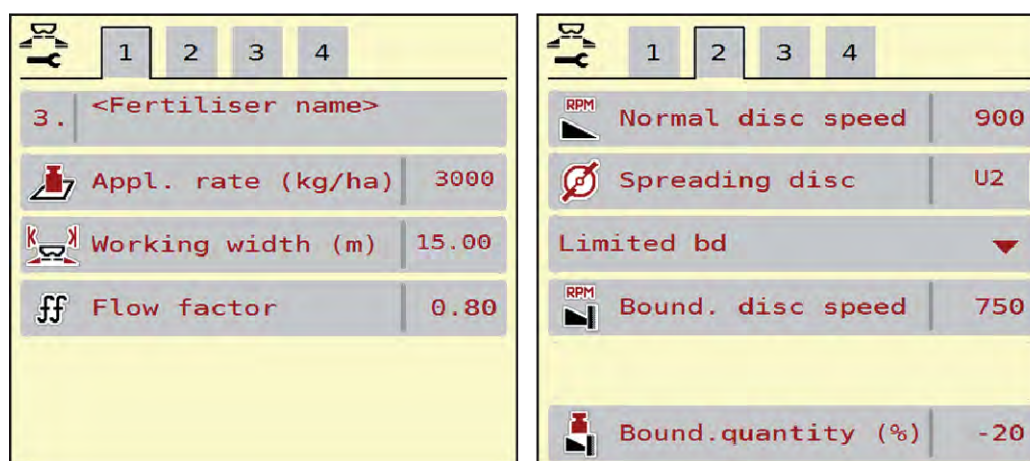 1 2 3 4
3. <Fertiliser name>
Appl. rate (kg/ha) 3000
Working width (m) 15.00
ff Flow factor 0.80
1 2 3 4
RPM Normal disc speed 900
Spreading disc U2
Limited bd
RPM Bound. disc speed 750
Bound.quantity (%) -20